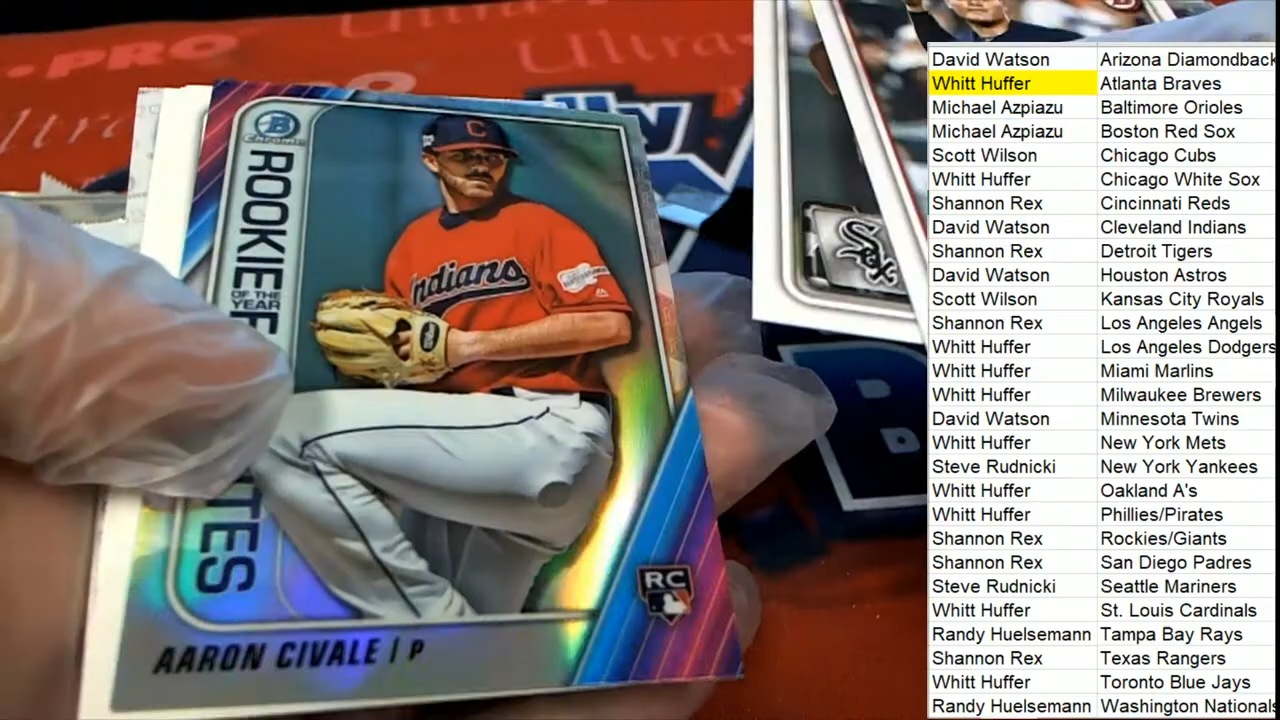 PRO
Ultra
Ultra
B
CHROME
ROOKIE
OF THE
YEAR
C
Indians
RC
AARON CIVALE | P
Sox
B
David Watson Arizona Diamondback
Whitt Huffer Atlanta Braves
Michael Azpiazu Baltimore Orioles
Michael Azpiazu Boston Red Sox
Scott Wilson Chicago Cubs
Whitt Huffer Chicago White Sox
Shannon Rex Cincinnati Reds
David Watson Cleveland Indians
Shannon Rex Detroit Tigers
David Watson Houston Astros
Scott Wilson Kansas City Royals
Shannon Rex Los Angeles Angels
Whitt Huffer Los Angeles Dodgers
Whitt Huffer Miami Marlins
Whitt Huffer Milwaukee Brewers
David Watson Minnesota Twins
Whitt Huffer New York Mets
Steve Rudnicki New York Yankees
Whitt Huffer Oakland A's
Whitt Huffer Phillies/Pirates
Shannon Rex Rockies/Giants
Shannon Rex San Diego Padres
Steve Rudnicki Seattle Mariners
Whitt Huffer St. Louis Cardinals
Randy Huelsemann Tampa Bay Rays
Shannon Rex Texas Rangers
Whitt Huffer Toronto Blue Jays
Randy Huelsemann Washington Nationals